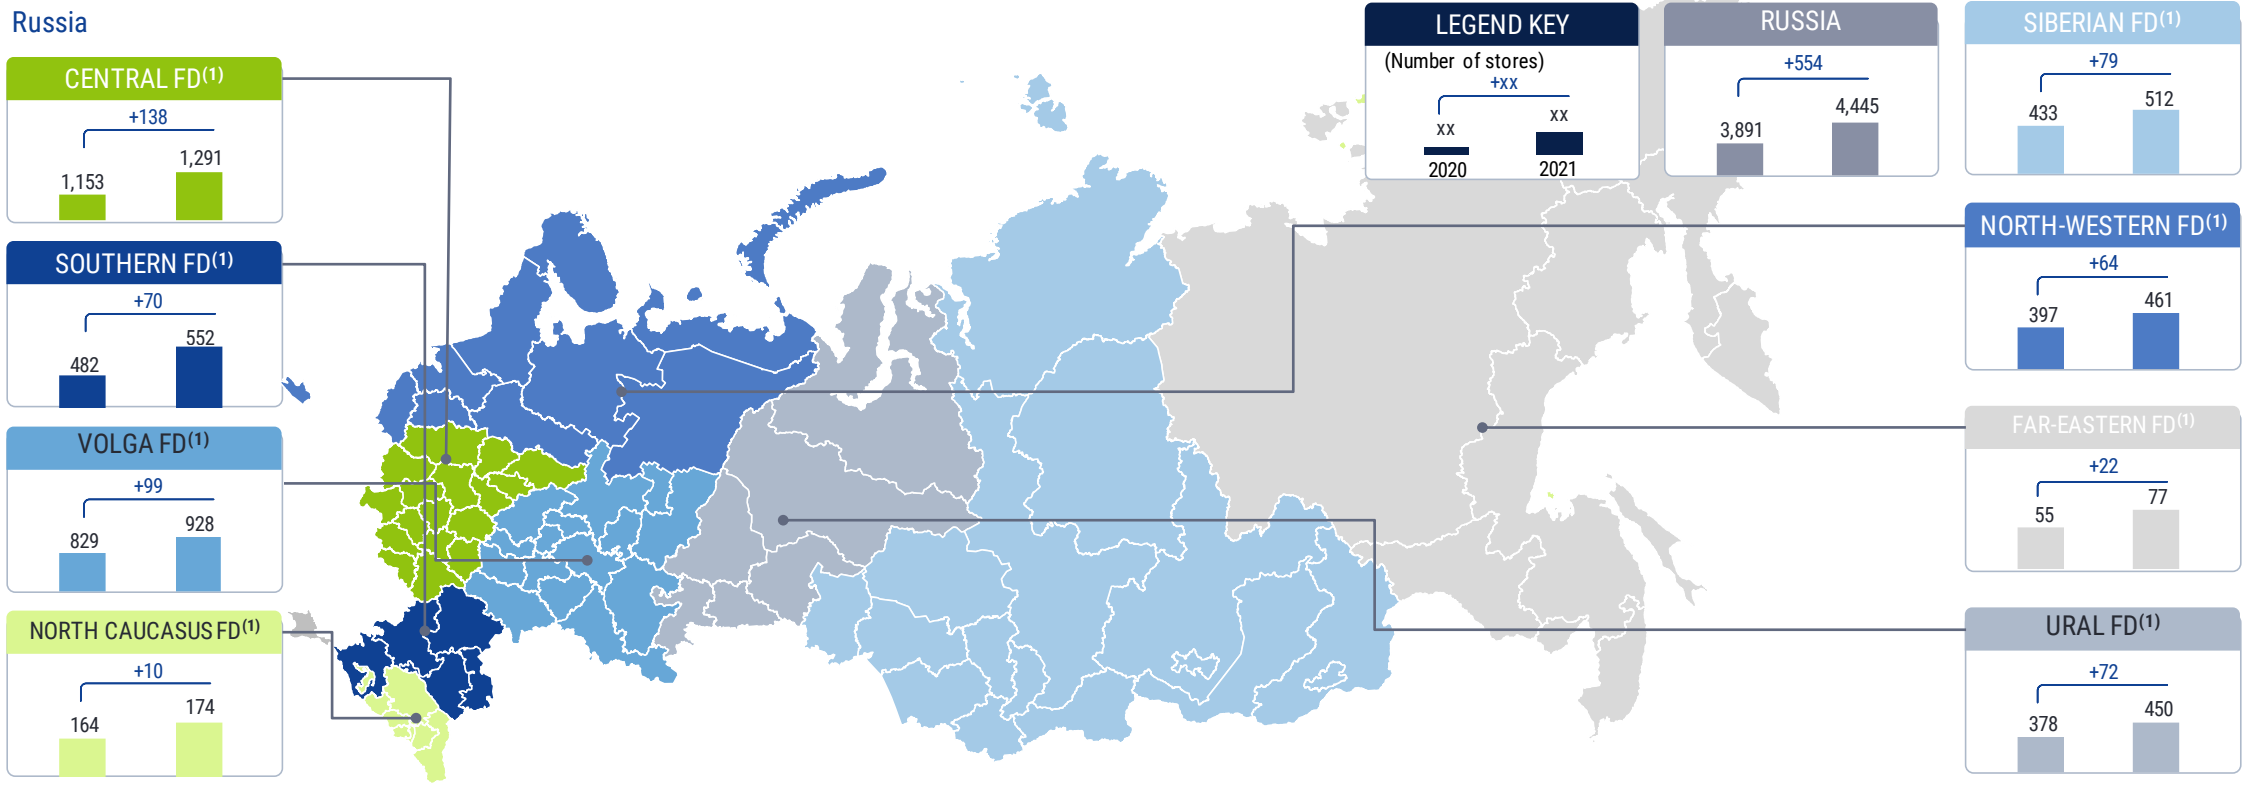 Russia
CENTRAL FD(1)
+138
1,153
1,291
SOUTHERN FD(1)
+70
482
552
VOLGA FD(1)
+99
829
928
NORTH CAUCASUS FD(1)
+10
164
174
LEGEND KEY
(Number of stores)
+xx
xx
xx
2020
2021
RUSSIA
+554
3,891
4,445
SIBERIAN FD(1)
+79
433
512
NORTH-WESTERN FD(1)
+64
397
461
FAR-EASTERN FD(1)
+22
55
77
URAL FD(1)
+72
378
450